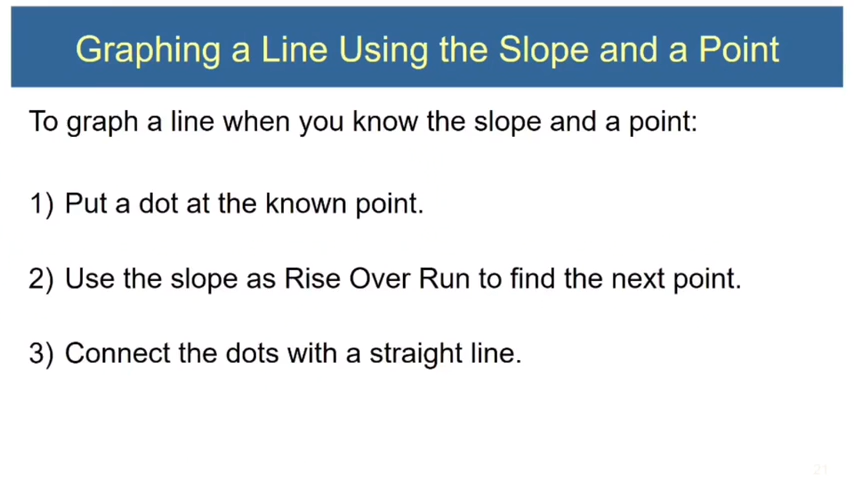 Graphing a Line Using the Slope and a Point
To graph a line when you know the slope and a point:
1) Put a dot at the known point.
2) Use the slope as Rise Over Run to find the next point.
3) Connect the dots with a straight line.
21